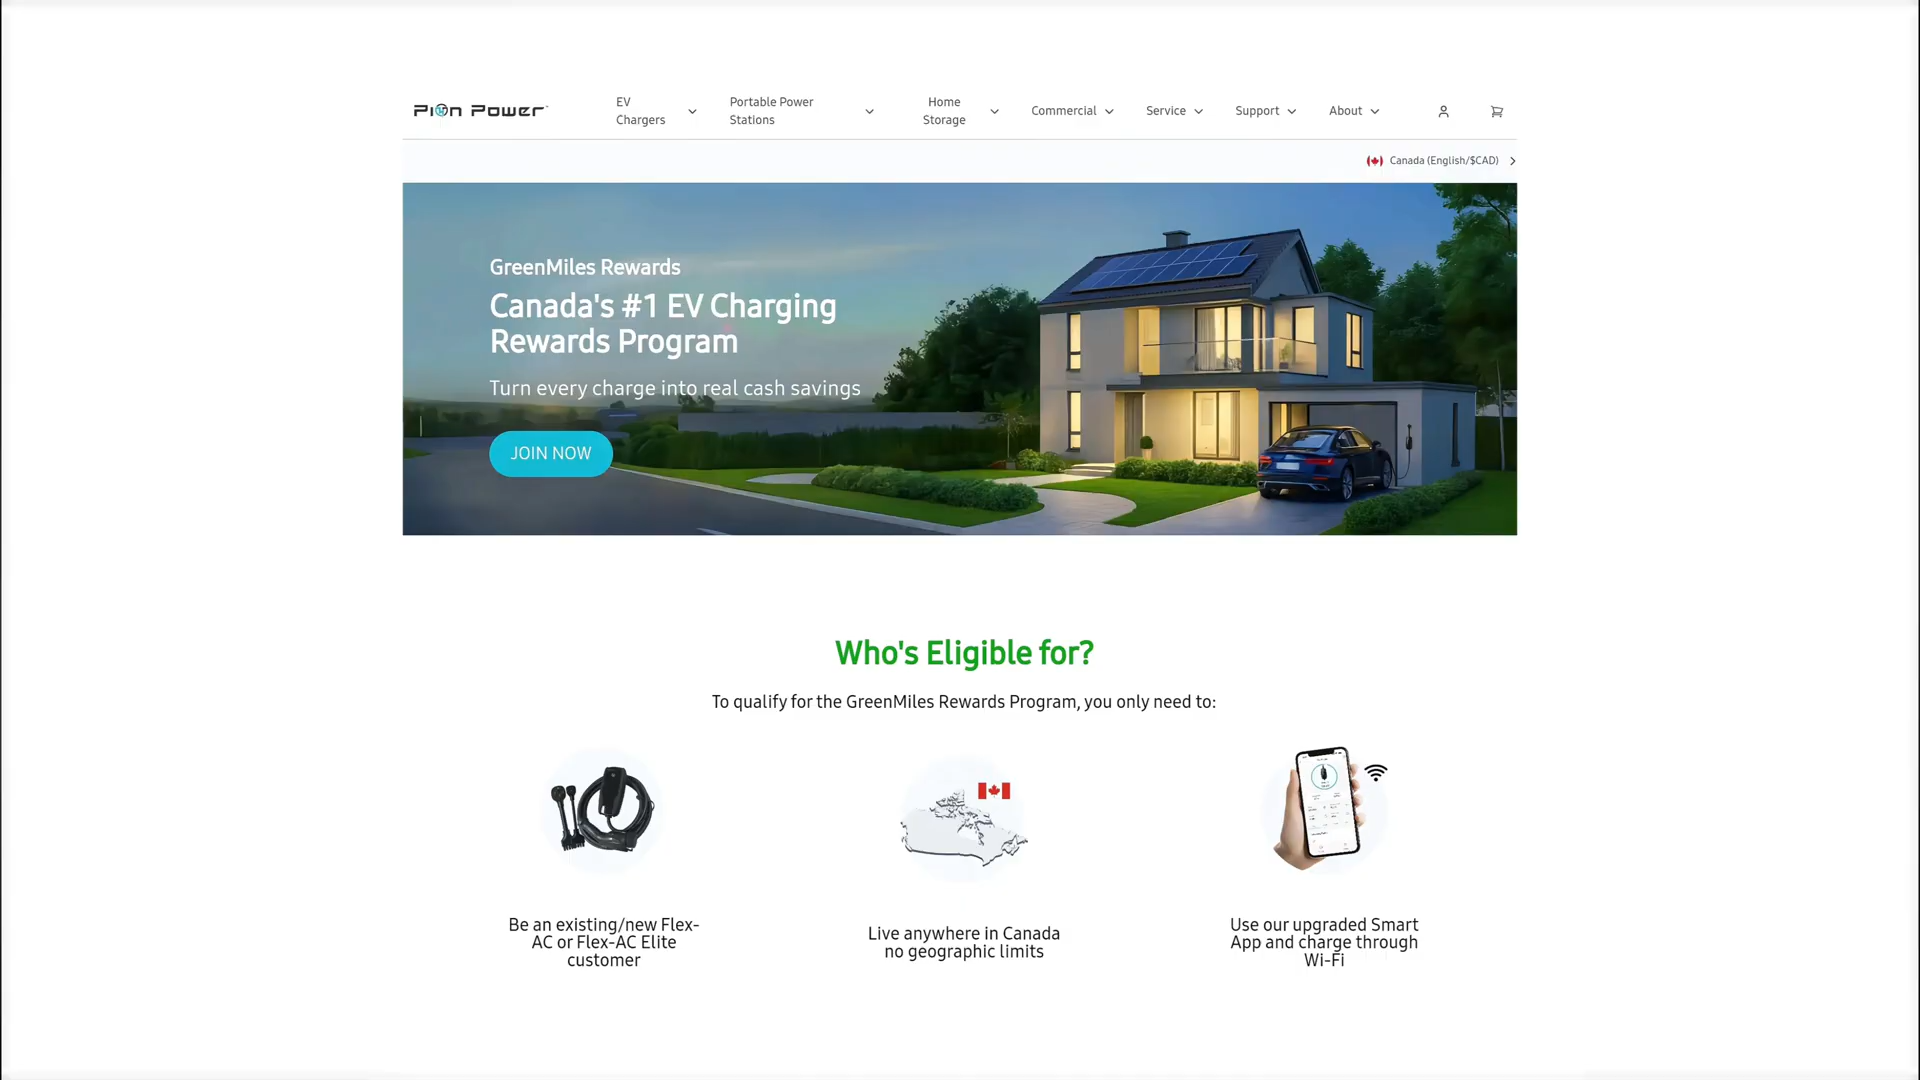 Pion Power
EV
Chargers
Portable Power
Stations
Home
Storage
Commercial
Service
Support
About
Canada (English/$CAD)
GreenMiles Rewards
Canada's #1 EV Charging
Rewards Program
Turn every charge into real cash savings
JOIN NOW
Who's Eligible for?
To qualify for the GreenMiles Rewards Program, you only need to:
Be an existing/new Flex-
AC or Flex-AC Elite
customer
Live anywhere in Canada
no geographic limits
Use our upgraded Smart
App and charge through
Wi-Fi